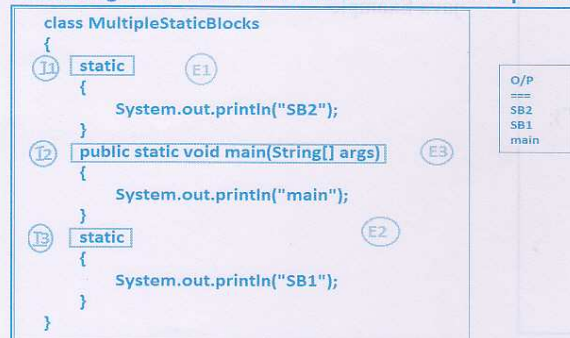 class MultipleStaticBlocks
{
I1 static E1
{
System.out.println("SB2");
}
I2 public static void main(String[] args) E3
{
System.out.println("main");
}
I3 static E2
{
System.out.println("SB1");
}
}
O/P
===
SB2
SB1
main